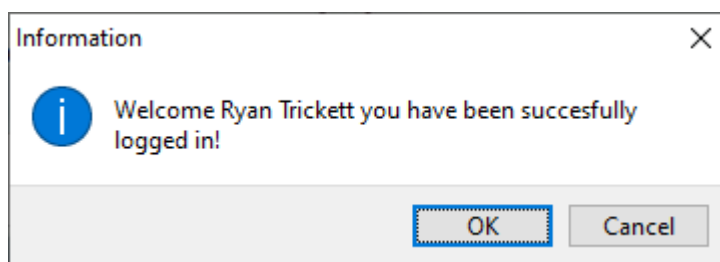 Information
Welcome Ryan Trickett you have been succesfully
logged in!
OK
Cancel